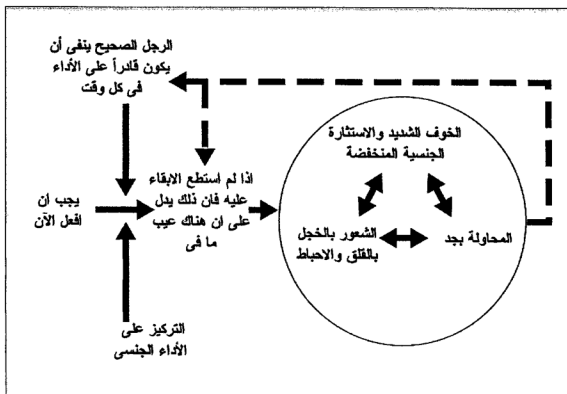 الرجل الصحيح ينفى أن
يكون قادراً على الأداء
فى كل وقت
الخوف الشديد والاستثارة
الجنسية المنخفضة
اذا لم استطع الابقاء
عليه فان ذلك يدل
على ان هناك عيب
ما فى
يجب ان
افعل الآن
المحاولة بجد
الشعور بالخجل
بالقلق والاحباط
التركيز على
الأداء الجنسى